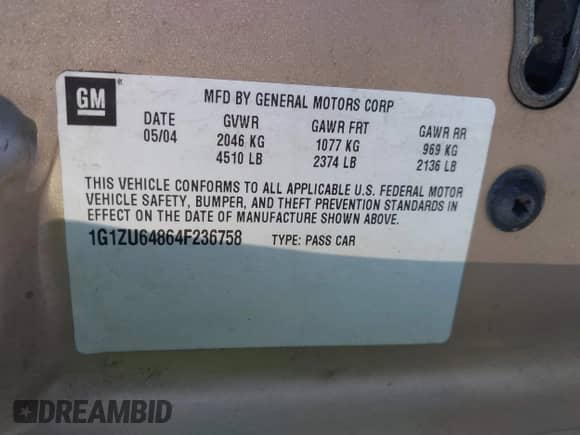 GM
MFD BY GENERAL MOTORS CORP
DATE GVWR GAWR FRT GAWR RR
05/04 2046 KG 1077 KG 969 KG
4510 LB 2374 LB 2136 LB
THIS VEHICLE CONFORMS TO ALL APPLICABLE U.S. FEDERAL MOTOR
VEHICLE SAFETY, BUMPER, AND THEFT PREVENTION STANDARDS IN
EFFECT ON THE DATE OF MANUFACTURE SHOWN ABOVE.
1G1ZU64864F236758 TYPE: PASS CAR
DREAMBID